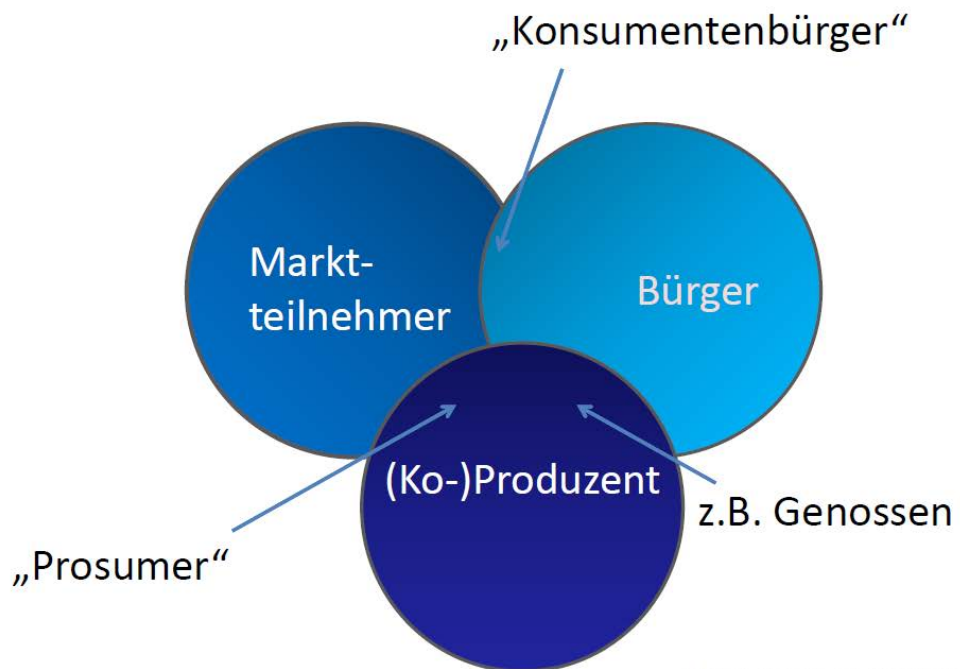 „Konsumentenbürger“
Markt-
teilnehmer
Bürger
(Ko-)Produzent
z.B. Genossen
„Prosumer“